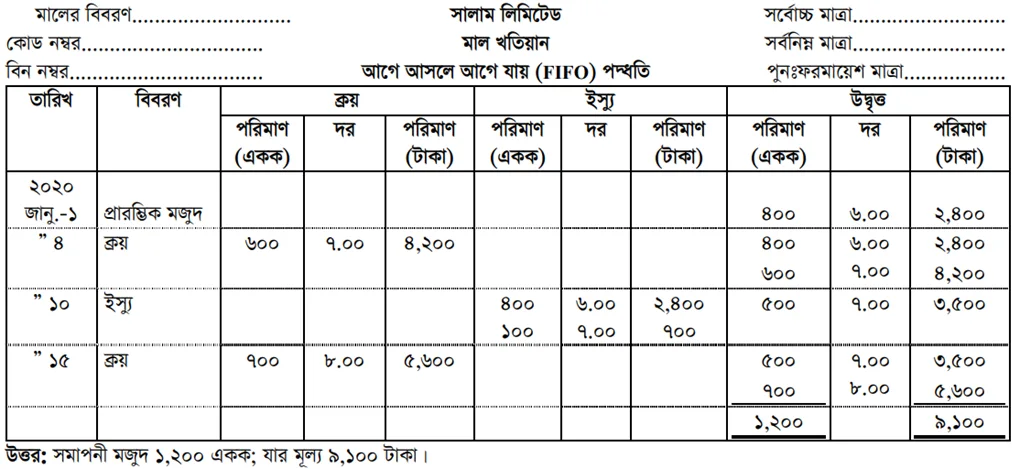 মালের বিবরণ............................ সালাম লিমিটেড সর্বোচ্চ মাত্রা...........................
কোড নম্বর................................ মাল খতিয়ান সর্বনিম্ন মাত্রা...........................
বিন নম্বর.................................. আগে আসলে আগে যায় (FIFO) পদ্ধতি পুনঃফরমায়েশ মাত্রা..................
তারিখ বিবরণ ক্রয় ইস্যু উদ্বৃত্ত
পরিমাণ দর পরিমাণ পরিমাণ দর পরিমাণ পরিমাণ দর পরিমাণ
(একক) (টাকা) (একক) (টাকা) (একক) (টাকা)
২০২০
জানু.-১ প্রারম্ভিক মজুদ ৪০০ ৬.০০ ২,৪০০
” ৪ ক্রয় ৬০০ ৭.০০ ৪,২০০ ৪০০ ৬.০০ ২,৪০০
৬০০ ৭.০০ ৪,২০০
” ১০ ইস্যু ৪০০ ৬.০০ ২,৪০০ ৫০০ ৭.০০ ৩,৫০০
১০০ ৭.০০ ৭০০
” ১৫ ক্রয় ৭০০ ৮.০০ ৫,৬০০ ৫০০ ৭.০০ ৩,৫০০
৭০০ ৮.০০ ৫,৬০০
১,২০০ ৯,১০০
উত্তর: সমাপনী মজুদ ১,২০০ একক; যার মূল্য ৯,১০০ টাকা।